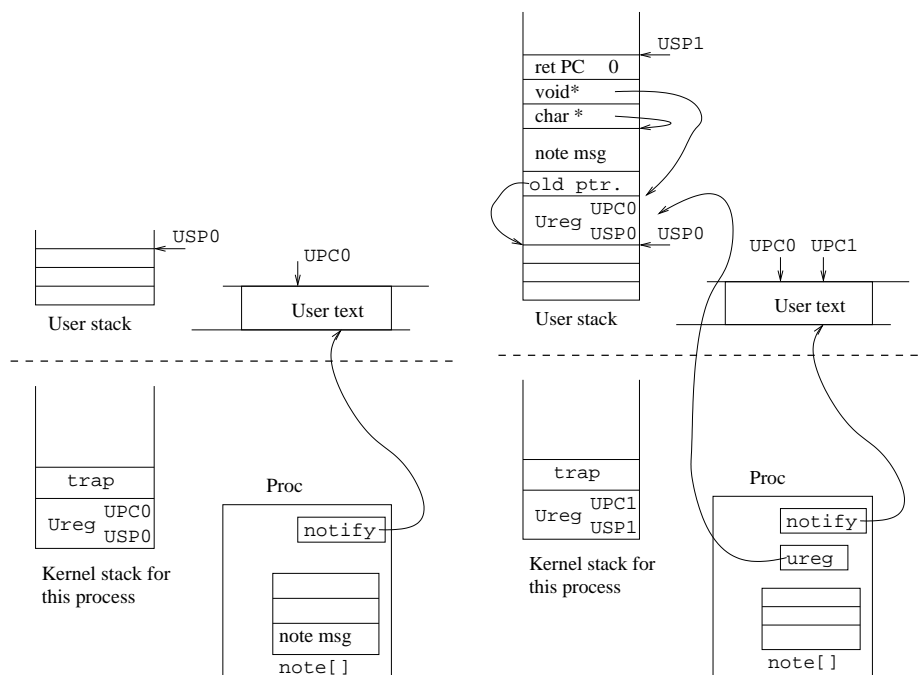 USP0
UPC0
User text
User stack
trap
Ureg
UPC0
USP0
Kernel stack for
this process
Proc
notify
note msg
note[]
USP1
ret PC 0
void*
char *
note msg
old ptr.
Ureg
UPC0
USP0
USP0
UPC0
UPC1
User text
User stack
trap
Ureg
UPC1
USP1
Kernel stack for
this process
Proc
notify
ureg
note[]